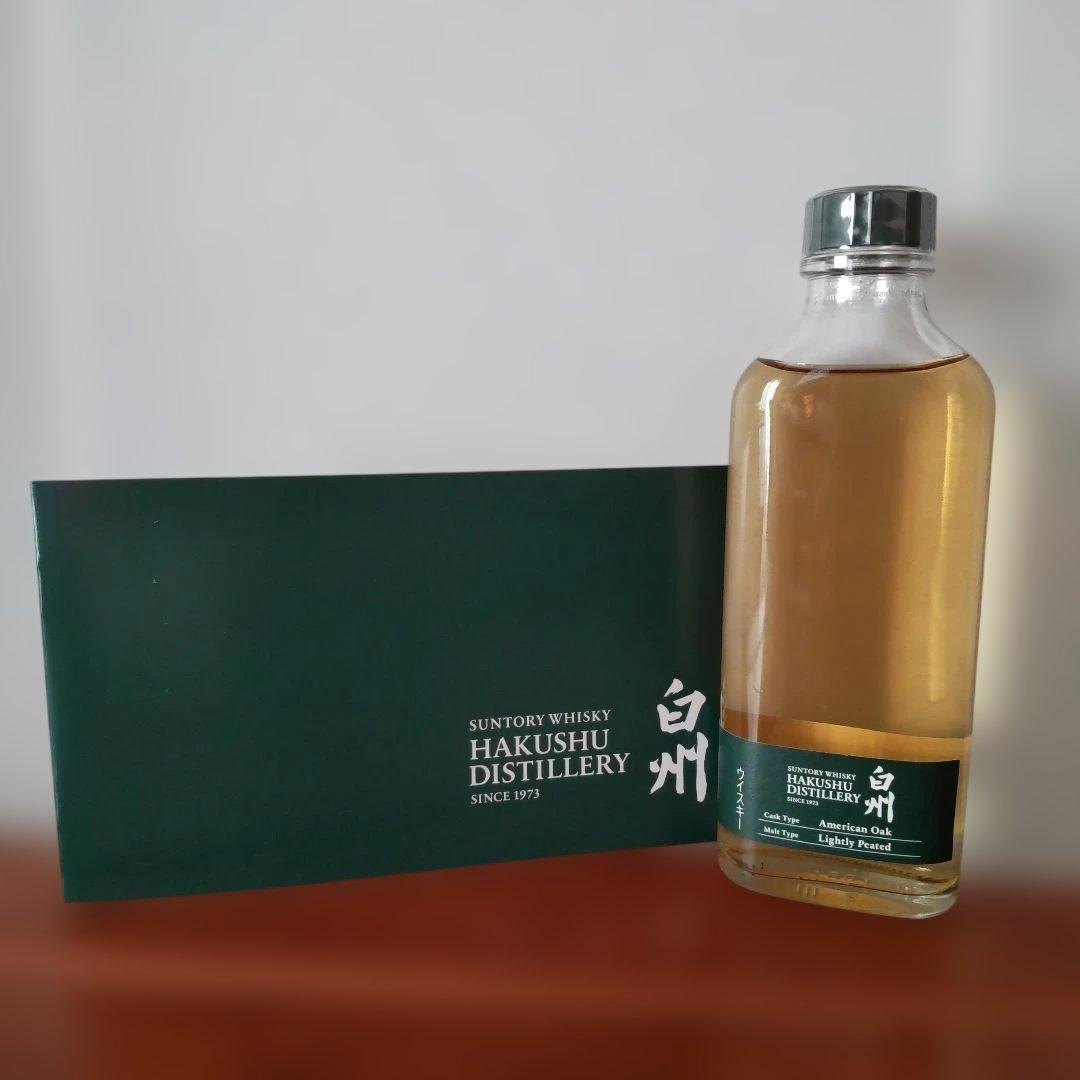 SUNTORY WHISKY
HAKUSHU
DISTILLERY
SINCE 1973
白州
ウイスキー
SUNTORY WHISKY
HAKUSHU
DISTILLERY
SINCE 1973
白州
Cask Type American Oak
Malt Type Lightly Peated